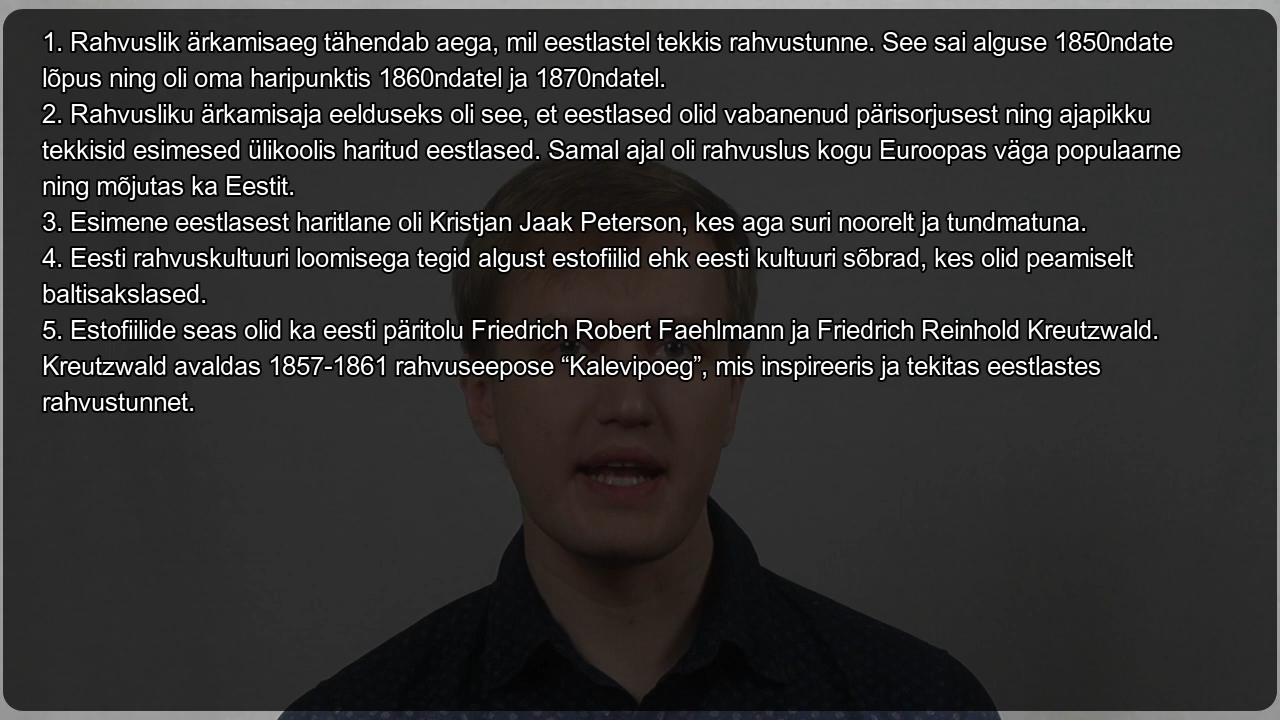 1. Rahvuslik ärkamisaeg tähendab aega, mil eestlastel tekkis rahvustunne. See sai alguse 1850ndate
lõpus ning oli oma haripunktis 1860ndatel ja 1870ndatel.
2. Rahvusliku ärkamisaja eelduseks oli see, et eestlased olid vabanenud pärisorjusest ning ajapikku
tekkisid esimesed ülikoolis haritud eestlased. Samal ajal oli rahvuslus kogu Euroopas väga populaarne
ning mõjutas ka Eestit.
3. Esimene eestlasest haritlane oli Kristjan Jaak Peterson, kes aga suri noorelt ja tundmatuna.
4. Eesti rahvuskultuuri loomisega tegid algust estofiilid ehk eesti kultuuri sõbrad, kes olid peamiselt
baltisakslased.
5. Estofiilide seas olid ka eesti päritolu Friedrich Robert Faehlmann ja Friedrich Reinhold Kreutzwald.
Kreutzwald avaldas 1857-1861 rahvuseepose “Kalevipoeg”, mis inspireeris ja tekitas eestlastes
rahvustunnet.